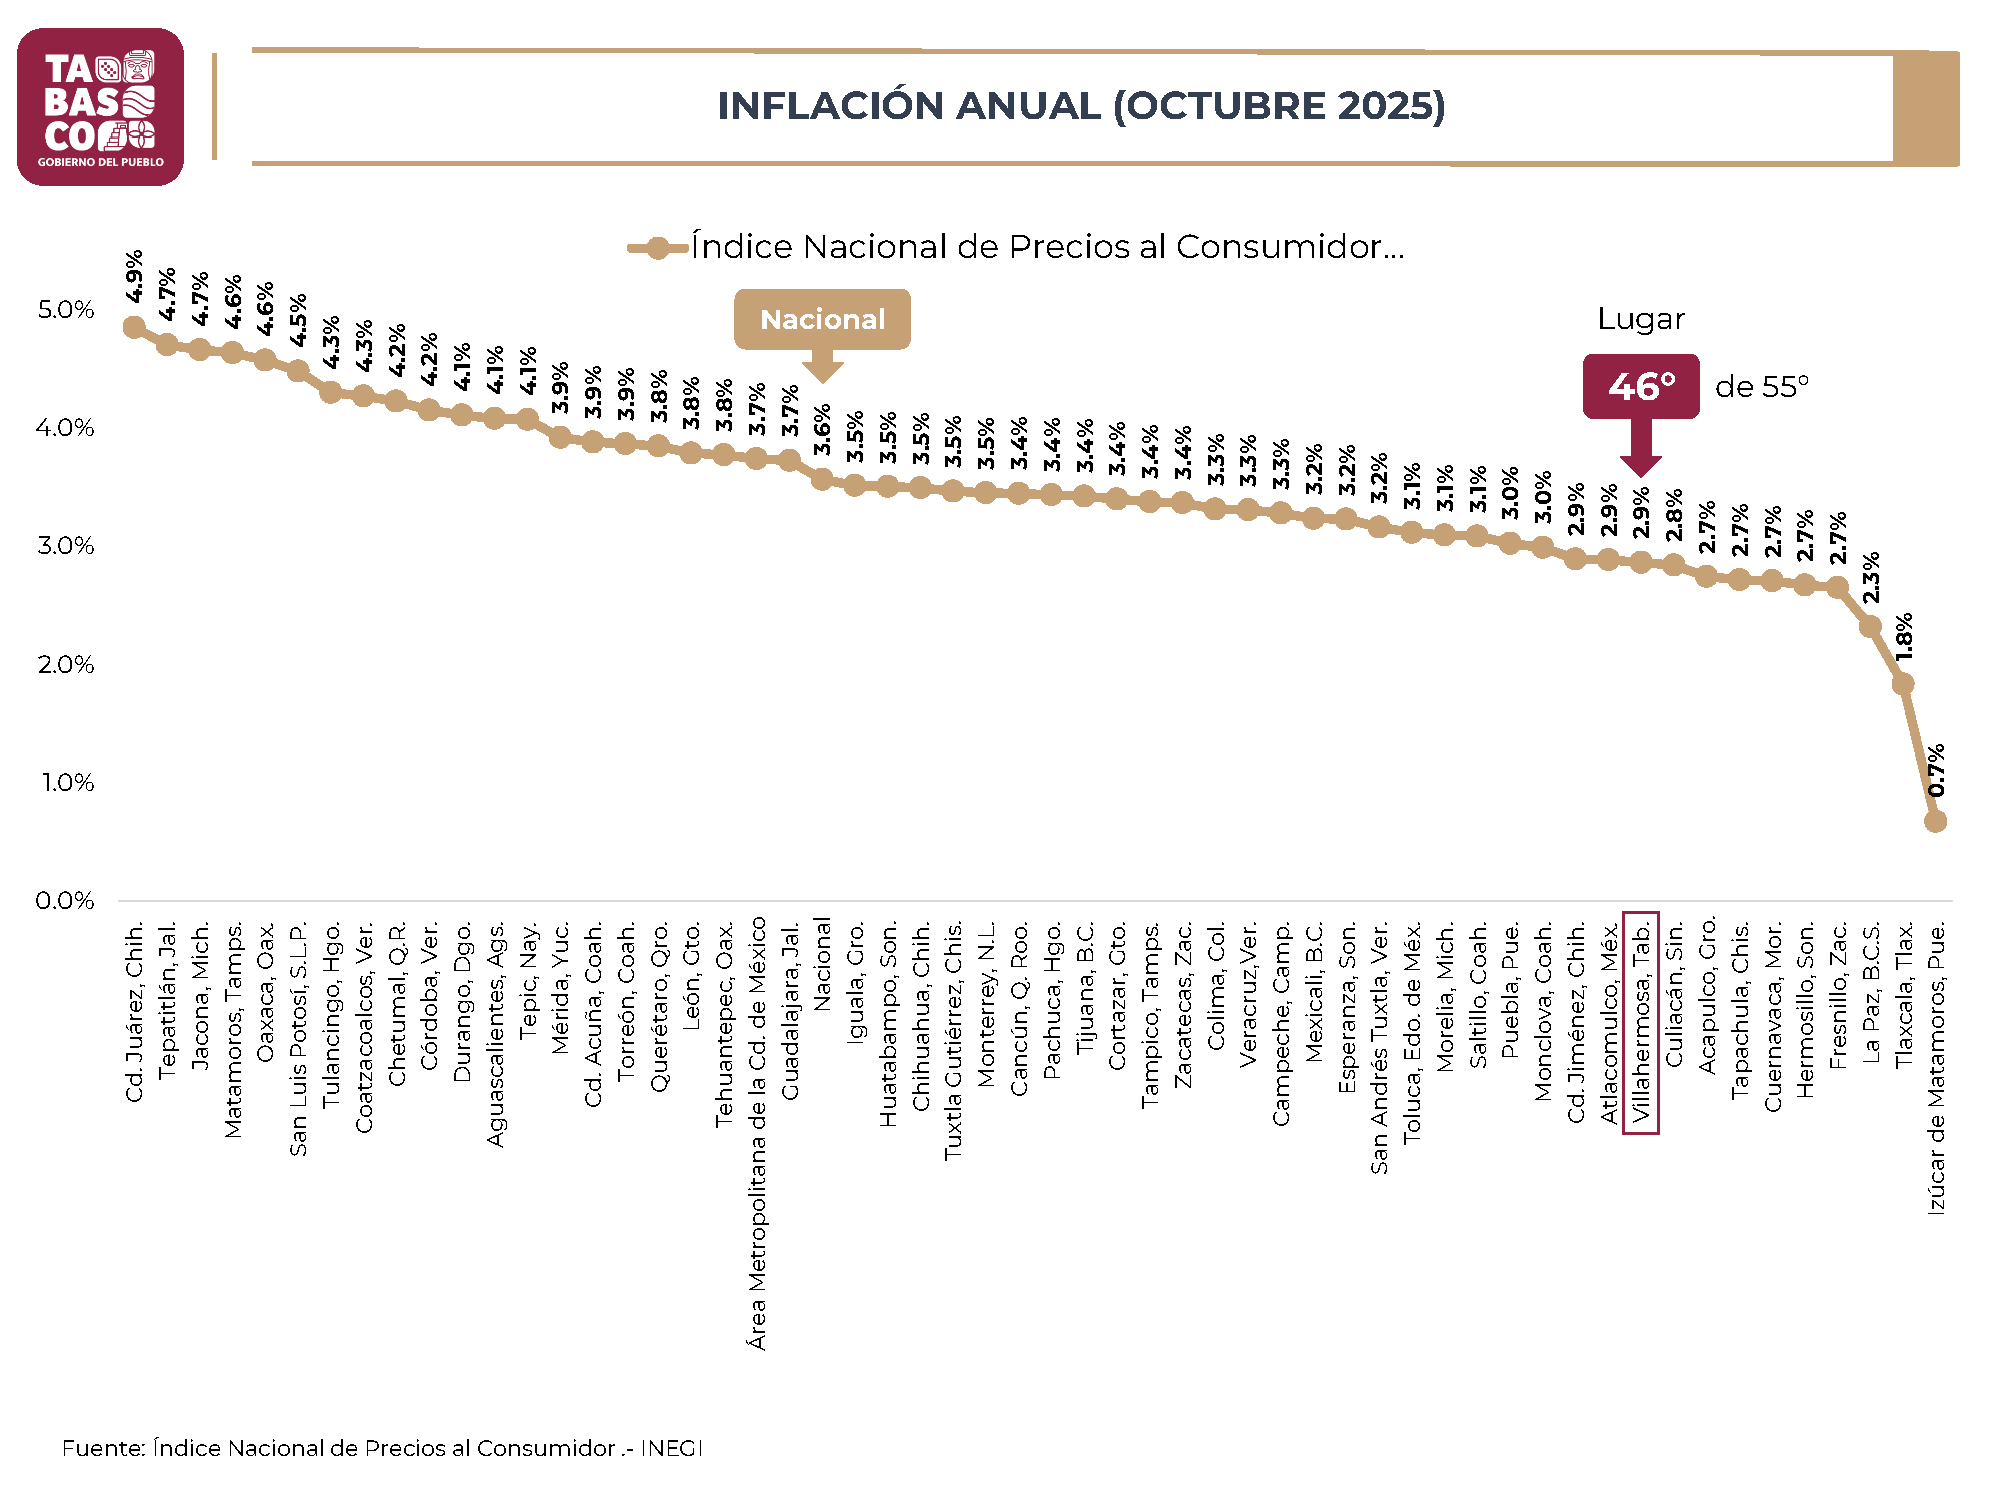 TA
BAS
CO
GOBIERNO DEL PUEBLO
INFLACIÓN ANUAL (OCTUBRE 2025)
Índice Nacional de Precios al Consumidor...
Nacional
Lugar
46° de 55°
5.0%
4.0%
3.0%
2.0%
1.0%
0.0%
4.9%
4.7%
4.7%
4.6%
4.6%
4.5%
4.3%
4.3%
4.2%
4.2%
4.1%
4.1%
4.1%
3.9%
3.9%
3.9%
3.8%
3.8%
3.8%
3.7%
3.7%
3.6%
3.5%
3.5%
3.5%
3.5%
3.5%
3.4%
3.4%
3.4%
3.4%
3.4%
3.4%
3.3%
3.3%
3.3%
3.2%
3.2%
3.2%
3.1%
3.1%
3.1%
3.0%
3.0%
2.9%
2.9%
2.9%
2.8%
2.7%
2.7%
2.7%
2.7%
2.7%
2.3%
1.8%
0.7%
Cd. Juárez, Chih.
Tepatitlán, Jal.
Jacona, Mich.
Matamoros, Tamps.
Oaxaca, Oax.
San Luis Potosí, S.L.P.
Tulancingo, Hgo.
Coatzacoalcos, Ver.
Chetumal, Q.R.
Córdoba, Ver.
Durango, Dgo.
Aguascalientes, Ags.
Tepic, Nay.
Mérida, Yuc.
Cd. Acuña, Coah.
Torreón, Coah.
Querétaro, Qro.
León, Gto.
Tehuantepec, Oax.
Área Metropolitana de la Cd. de México
Guadalajara, Jal.
Nacional
Iguala, Gro.
Huatabampo, Son.
Chihuahua, Chih.
Tuxtla Gutiérrez, Chis.
Monterrey, N.L.
Cancún, Q. Roo.
Pachuca, Hgo.
Tijuana, B.C.
Cortazar, Gto.
Tampico, Tamps.
Zacatecas, Zac.
Colima, Col.
Veracruz,Ver.
Campeche, Camp.
Mexicali, B.C.
Esperanza, Son.
San Andrés Tuxtla, Ver.
Toluca, Edo. de Méx.
Morelia, Mich.
Saltillo, Coah.
Puebla, Pue.
Monclova, Coah.
Cd. Jiménez, Chih.
Atlacomulco, Méx.
Villahermosa, Tab.
Culiacán, Sin.
Acapulco, Gro.
Tapachula, Chis.
Cuernavaca, Mor.
Hermosillo, Son.
Fresnillo, Zac.
La Paz, B.C.S.
Tlaxcala, Tlax.
Izúcar de Matamoros, Pue.
Fuente: Índice Nacional de Precios al Consumidor .- INEGI